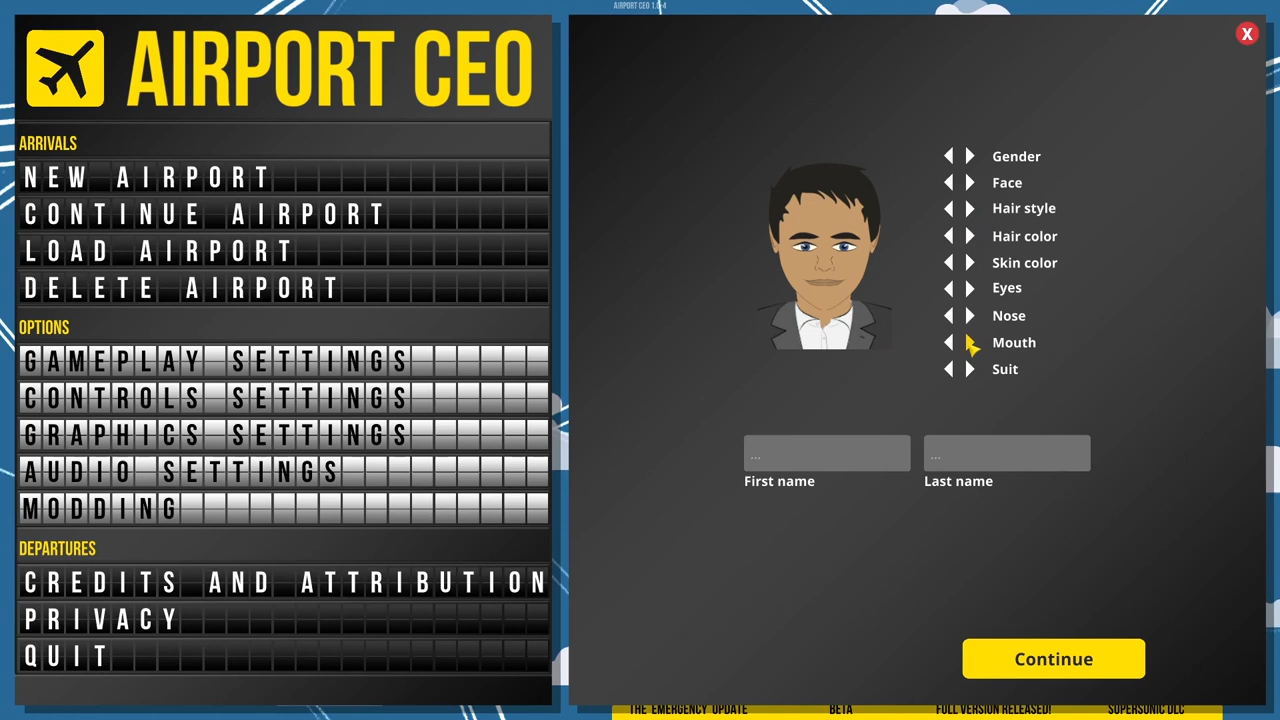 AIRPORT CEO
AIRPORT CEO
X
ARRIVALS
NEW AIRPORT
CONTINUE AIRPORT
LOAD AIRPORT
DELETE AIRPORT
OPTIONS
GAMEPLAY SETTINGS
CONTROLS SETTINGS
GRAPHICS SETTINGS
AUDIO SETTINGS
MODDING
DEPARTURES
CREDITS AND ATTRIBUTION
PRIVACY
QUIT
Gender
Face
Hair style
Hair color
Skin color
Eyes
Nose
Mouth
Suit
... ...
First name Last name
Continue
THE EMERGENCY UPDATE BETA FULL VERSION RELEASED! SUPERSONIC DLC